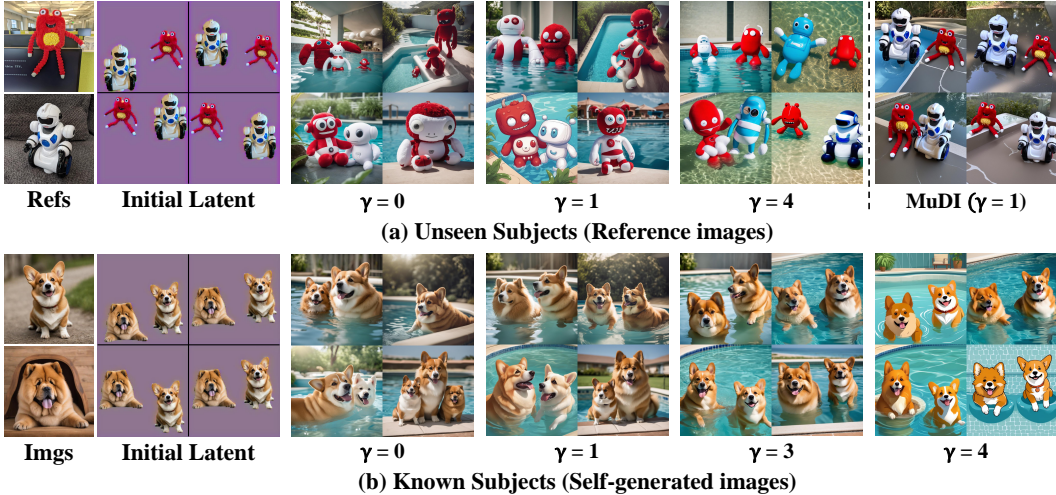 Refs
Initial Latent
γ = 0
γ = 1
γ = 4
MuDI (γ = 1)
(a) Unseen Subjects (Reference images)
Imgs
Initial Latent
γ = 0
γ = 1
γ = 3
γ = 4
(b) Known Subjects (Self-generated images)